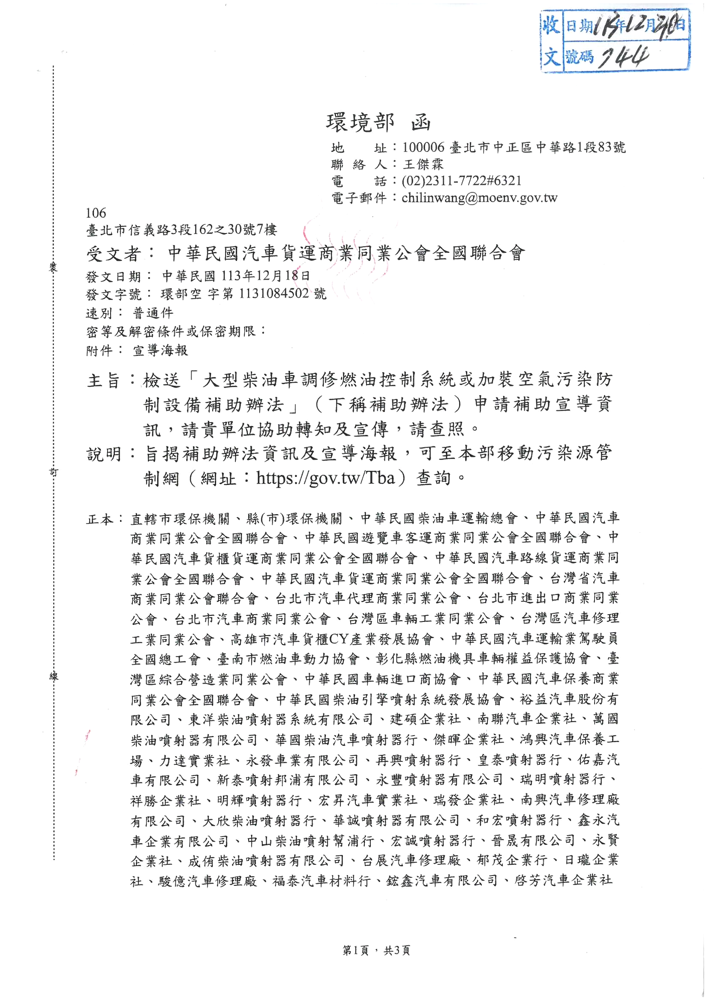 收 日期113年12月20日
文 號碼 744
環境部 函
地 址：100006 臺北市中正區中華路1段83號
聯 絡 人：王傑霖
電 話：(02)2311-7722#6321
電子郵件：chilinwang@moenv.gov.tw
106
臺北市信義路3段162之30號7樓
受文者： 中華民國汽車貨運商業同業公會全國聯合會
發文日期： 中華民國 113年12月18日
發文字號： 環部空 字第 1131084502 號
速別： 普通件
密等及解密條件或保密期限：
附件： 宣導海報
主旨：檢送「大型柴油車調修燃油控制系統或加裝空氣污染防
制設備補助辦法」（下稱補助辦法）申請補助宣導資
訊，請貴單位協助轉知及宣傳，請查照。
說明：旨揭補助辦法資訊及宣導海報，可至本部移動污染源管
制網（網址：https://gov.tw/Tba）查詢。
正本：直轄市環保機關、縣(市)環保機關、中華民國柴油車運輸總會、中華民國汽車
商業同業公會全國聯合會、中華民國遊覽車客運商業同業公會全國聯合會、中
華民國汽車貨櫃貨運商業同業公會全國聯合會、中華民國汽車路線貨運商業同
業公會全國聯合會、中華民國汽車貨運商業同業公會全國聯合會、台灣省汽車
商業同業公會聯合會、台北市汽車代理商業同業公會、台北市進出口商業同業
公會、台北市汽車商業同業公會、台灣區車輛工業同業公會、台灣區汽車修理
工業同業公會、高雄市汽車貨櫃CY產業發展協會、中華民國汽車運輸業駕駛員
全國總工會、臺南市燃油車動力協會、彰化縣燃油機具車輛權益保護協會、臺
灣區綜合營造業同業公會、中華民國車輛進口商協會、中華民國汽車保養商業
同業公會全國聯合會、中華民國柴油引擎噴射系統發展協會、裕益汽車股份有
限公司、東洋柴油噴射器系統有限公司、建碩企業社、南聯汽車企業社、萬國
柴油噴射器有限公司、華國柴油汽車噴射器行、傑暉企業社、鴻興汽車保養工
場、力達實業社、永發車業有限公司、再興噴射器行、皇泰噴射器行、佑嘉汽
車有限公司、新泰噴射邦浦有限公司、永豐噴射器有限公司、瑞明噴射器行、
祥勝企業社、明輝噴射器行、宏昇汽車實業社、瑞發企業社、南興汽車修理廠
有限公司、大欣柴油噴射器行、華誠噴射器有限公司、和宏噴射器行、鑫永汽
車企業有限公司、中山柴油噴射幫浦行、宏誠噴射器行、晉晟有限公司、永賢
企業社、成侑柴油噴射器有限公司、台展汽車修理廠、郁茂企業行、日瓏企業
社、駿億汽車修理廠、福泰汽車材料行、鋐鑫汽車有限公司、啓芳汽車企業社
裝
訂
線
第1頁，共3頁